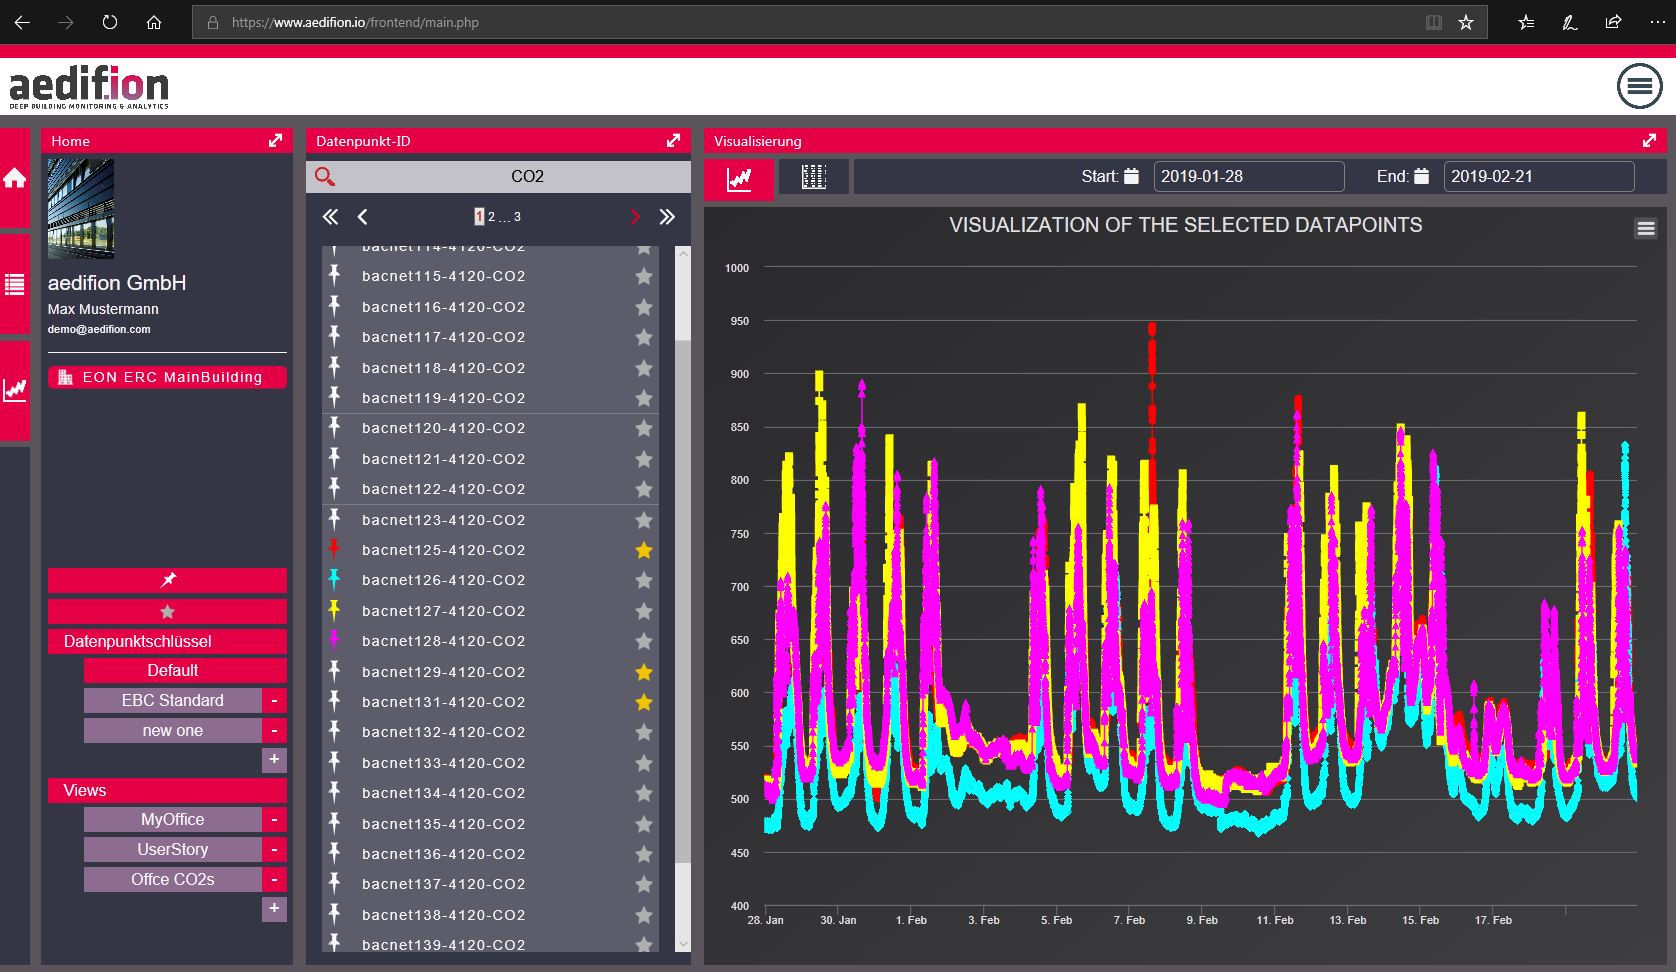 https://www.aedifion.io/frontend/main.php
aedifion
DEEP BUILDING MONITORING & ANALYTICS
Home
aedifion GmbH
Max Mustermann
demo@aedifion.com
EON ERC MainBuilding
Datenpunktschlüssel
Default
EBC Standard -
new one -
+
Views
MyOffice -
UserStory -
Offce CO2s -
+
Datenpunkt-ID
CO2
1 2 ... 3
bacnet114-4120-CO2
bacnet115-4120-CO2
bacnet116-4120-CO2
bacnet117-4120-CO2
bacnet118-4120-CO2
bacnet119-4120-CO2
bacnet120-4120-CO2
bacnet121-4120-CO2
bacnet122-4120-CO2
bacnet123-4120-CO2
bacnet125-4120-CO2
bacnet126-4120-CO2
bacnet127-4120-CO2
bacnet128-4120-CO2
bacnet129-4120-CO2
bacnet131-4120-CO2
bacnet132-4120-CO2
bacnet133-4120-CO2
bacnet134-4120-CO2
bacnet135-4120-CO2
bacnet136-4120-CO2
bacnet137-4120-CO2
bacnet138-4120-CO2
bacnet139-4120-CO2
Visualisierung
Start: 2019-01-28 End: 2019-02-21
VISUALIZATION OF THE SELECTED DATAPOINTS
1000
950
900
850
800
750
700
650
600
550
500
450
400
28. Jan 30. Jan 1. Feb 3. Feb 5. Feb 7. Feb 9. Feb 11. Feb 13. Feb 15. Feb 17. Feb